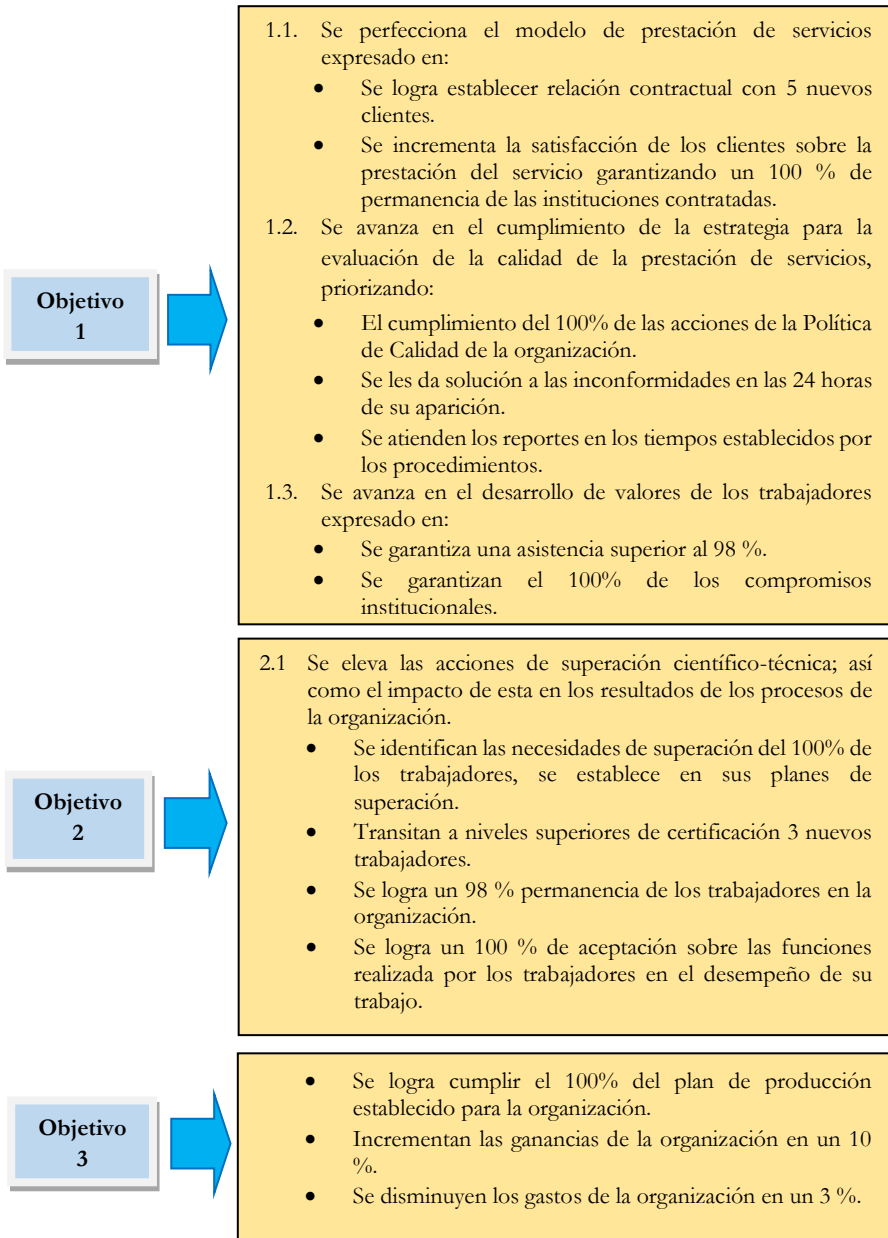 1.1. Se perfecciona el modelo de prestación de servicios
expresado en:
• Se logra establecer relación contractual con 5 nuevos
clientes.
• Se incrementa la satisfacción de los clientes sobre la
prestación del servicio garantizando un 100 % de
permanencia de las instituciones contratadas.
1.2. Se avanza en el cumplimiento de la estrategia para la
evaluación de la calidad de la prestación de servicios,
priorizando:
Objetivo
1
• El cumplimiento del 100% de las acciones de la Política
de Calidad de la organización.
• Se les da solución a las inconformidades en las 24 horas
de su aparición.
• Se atienden los reportes en los tiempos establecidos por
los procedimientos.
1.3. Se avanza en el desarrollo de valores de los trabajadores
expresado en:
• Se garantiza una asistencia superior al 98 %.
• Se garantizan el 100% de los compromisos
institucionales.
2.1 Se eleva las acciones de superación científico-técnica; así
como el impacto de esta en los resultados de los procesos de
la organización.
• Se identifican las necesidades de superación del 100% de
los trabajadores, se establece en sus planes de
superación.
Objetivo
2
• Transitan a niveles superiores de certificación 3 nuevos
trabajadores.
• Se logra un 98 % permanencia de los trabajadores en la
organización.
• Se logra un 100 % de aceptación sobre las funciones
realizada por los trabajadores en el desempeño de su
trabajo.
Objetivo
3
• Se logra cumplir el 100% del plan de producción
establecido para la organización.
• Incrementan las ganancias de la organización en un 10
%.
• Se disminuyen los gastos de la organización en un 3 %.